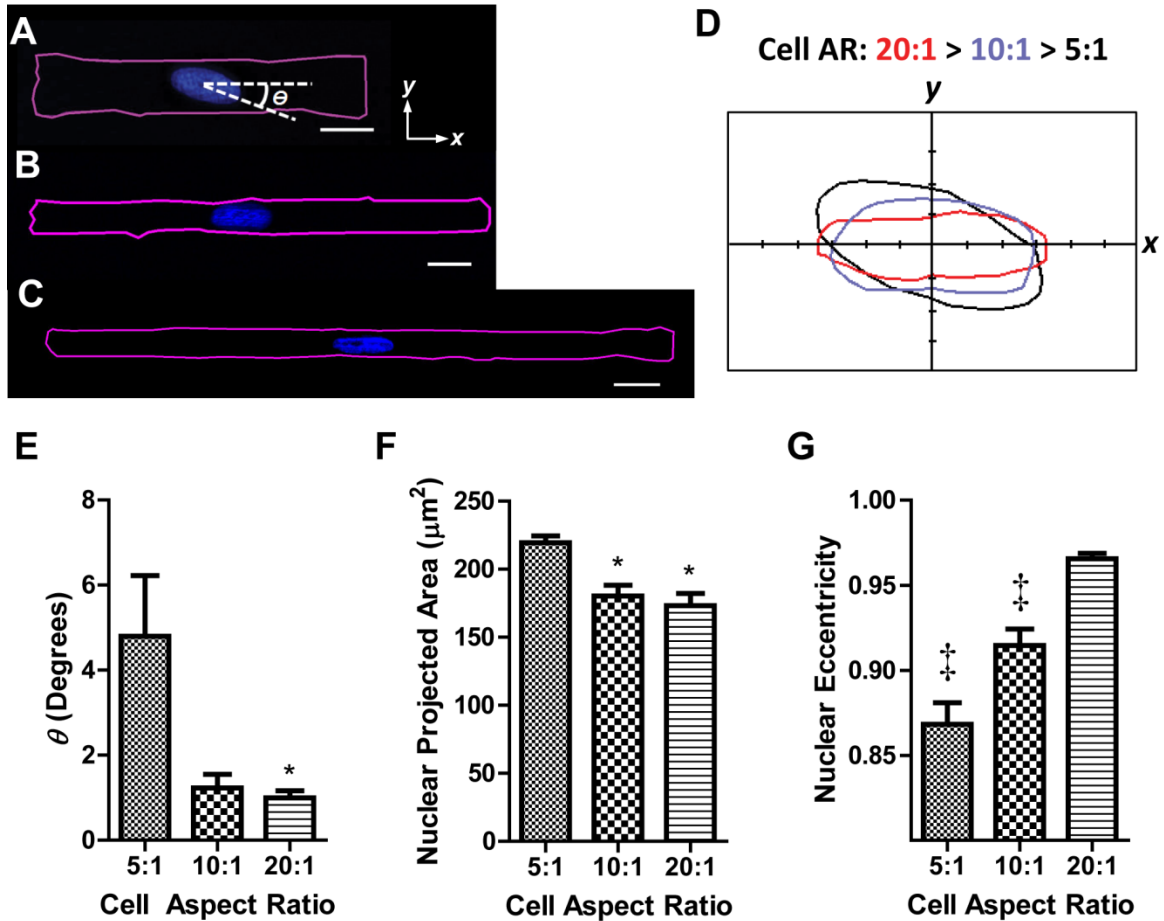 A
θ
y
x
B
C
D
Cell AR: 20:1 > 10:1 > 5:1
y
x
E
θ (Degrees)
8
6
4
2
0
*
5:1 10:1 20:1
Cell Aspect Ratio
F
Nuclear Projected Area (μm²)
250
200
150
100
50
0
* *
5:1 10:1 20:1
Cell Aspect Ratio
G
Nuclear Eccentricity
1.00
0.95
0.90
0.85
‡ ‡
5:1 10:1 20:1
Cell Aspect Ratio